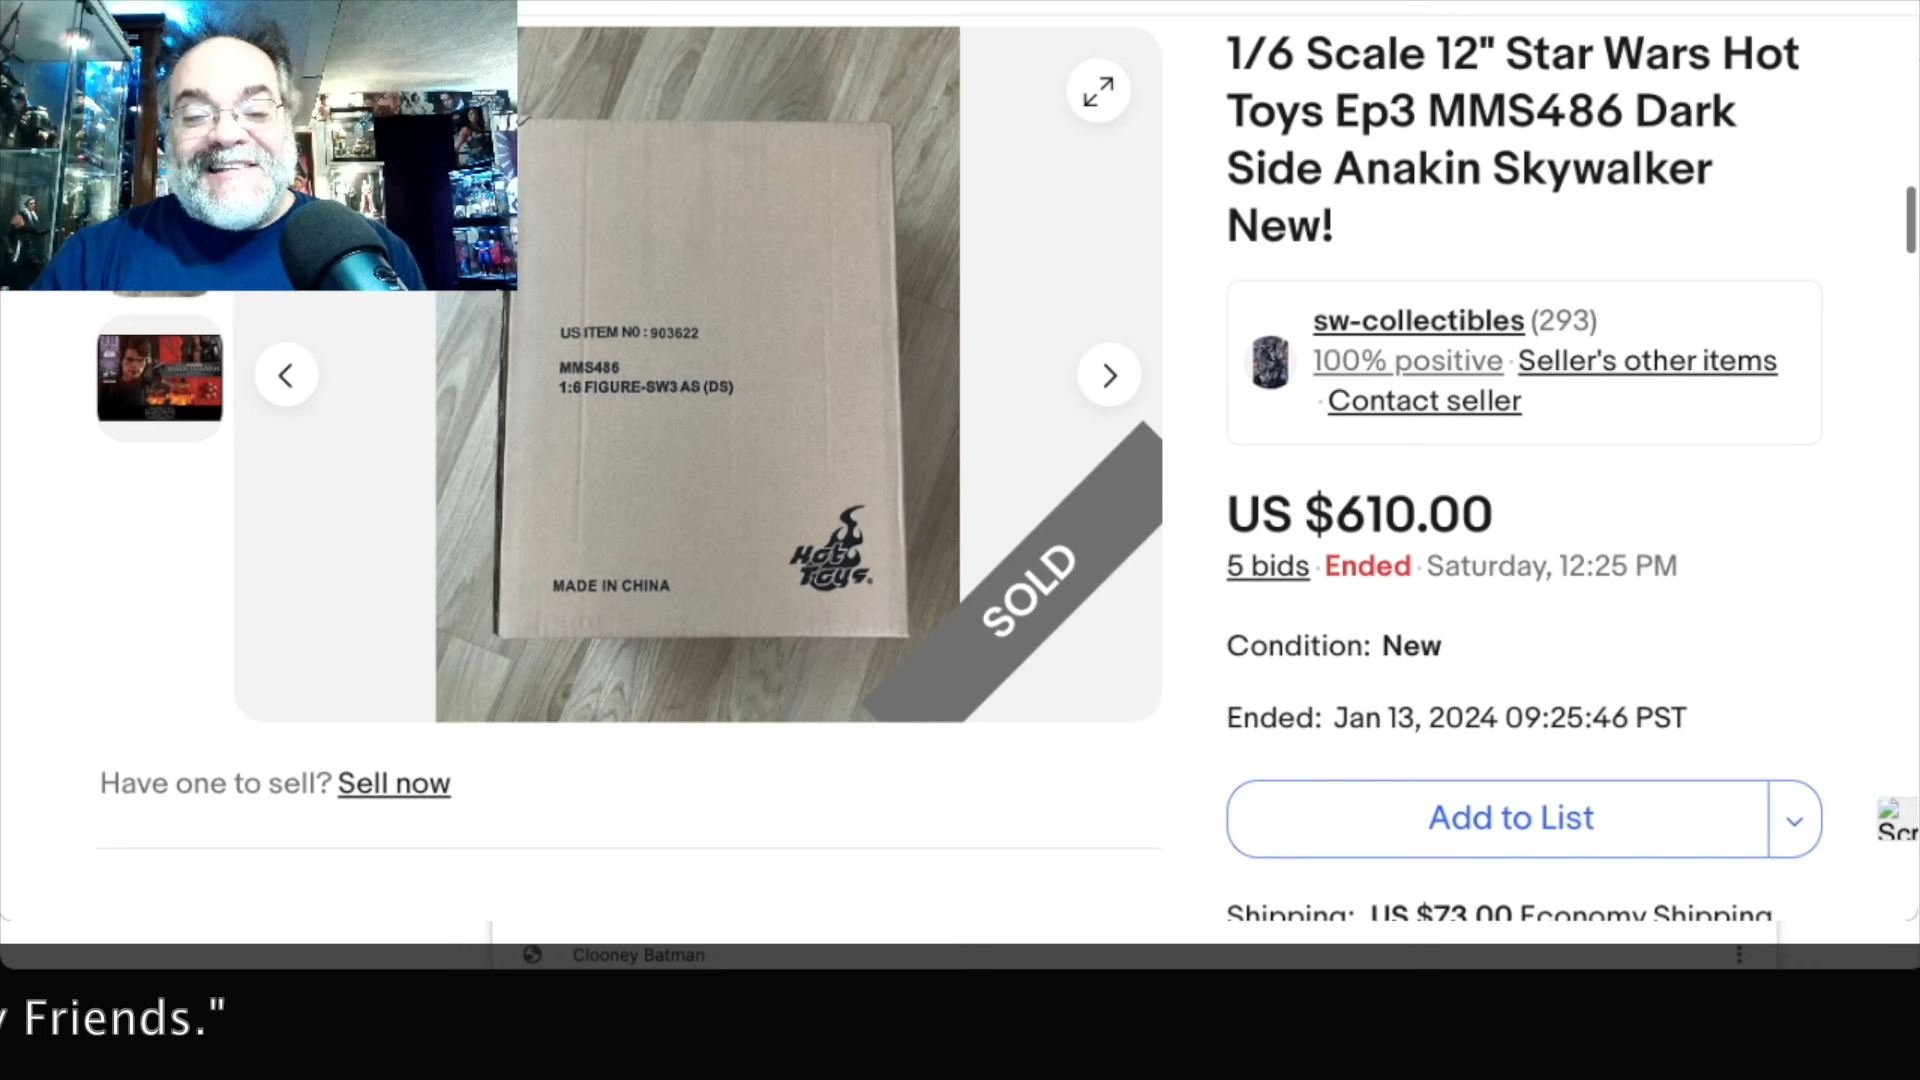 1/6 Scale 12" Star Wars Hot
Toys Ep3 MMS486 Dark
Side Anakin Skywalker
New!
sw-collectibles (293)
100% positive · Seller's other items
· Contact seller
US $610.00
5 bids · Ended · Saturday, 12:25 PM
Condition: New
Ended: Jan 13, 2024 09:25:46 PST
Add to List
Shipping: US $73.00 Economy Shipping
US ITEM NO : 903622
MMS486
1:6 FIGURE-SW3 AS (DS)
Hot
Toys.
MADE IN CHINA
SOLD
Have one to sell? Sell now
Scr
Clooney Batman
y Friends."